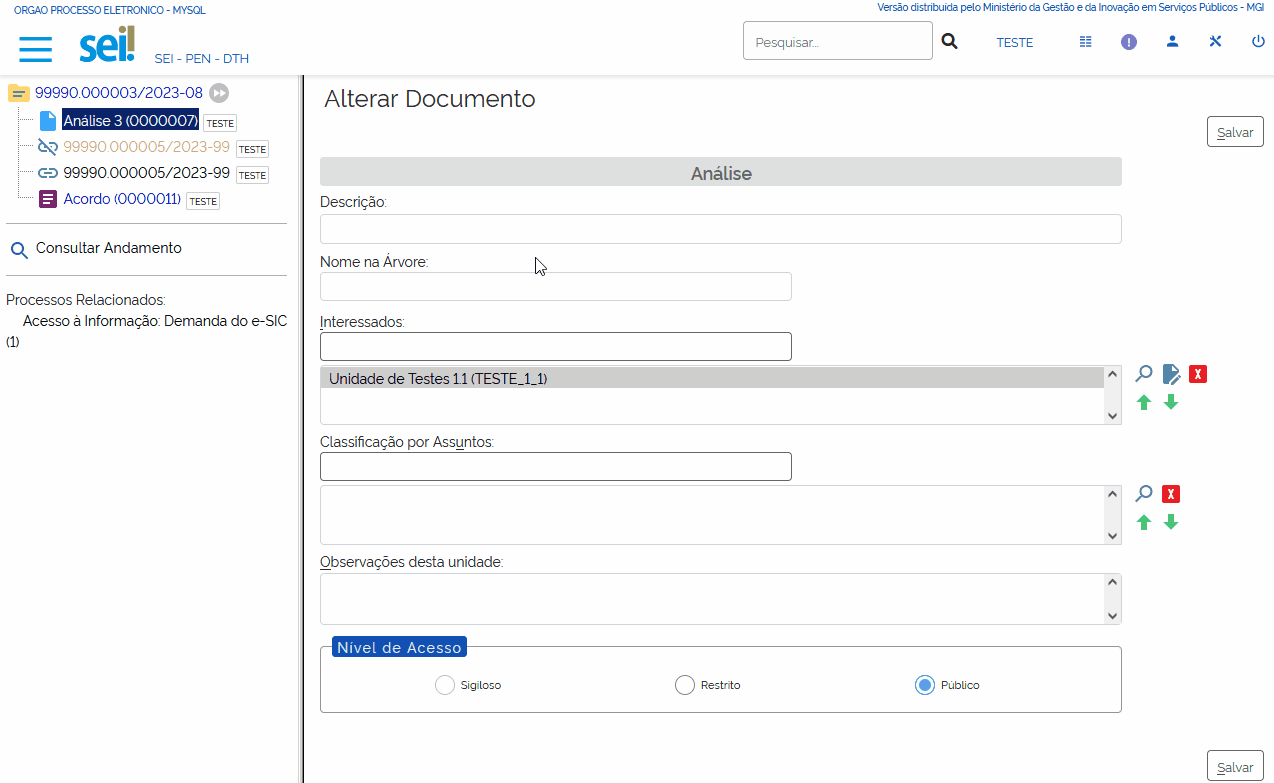 ORGAO PROCESSO ELETRONICO - MYSQL
Versão distribuída pelo Ministério da Gestão e da Inovação em Serviços Públicos - MGI
sei!
SEI - PEN - DTH
Pesquisar...
TESTE
99990.000003/2023-08
Análise 3 (0000007) TESTE
99990.000005/2023-99 TESTE
99990.000005/2023-99 TESTE
Acordo (0000011) TESTE
Consultar Andamento
Processos Relacionados:
Acesso à Informação: Demanda do e-SIC
(1)
Alterar Documento
Salvar
Análise
Descrição:
Nome na Árvore:
Interessados:
Unidade de Testes 1.1 (TESTE_1_1)
Classificação por Assuntos:
Observações desta unidade:
Nível de Acesso
Sigiloso
Restrito
Público
Salvar